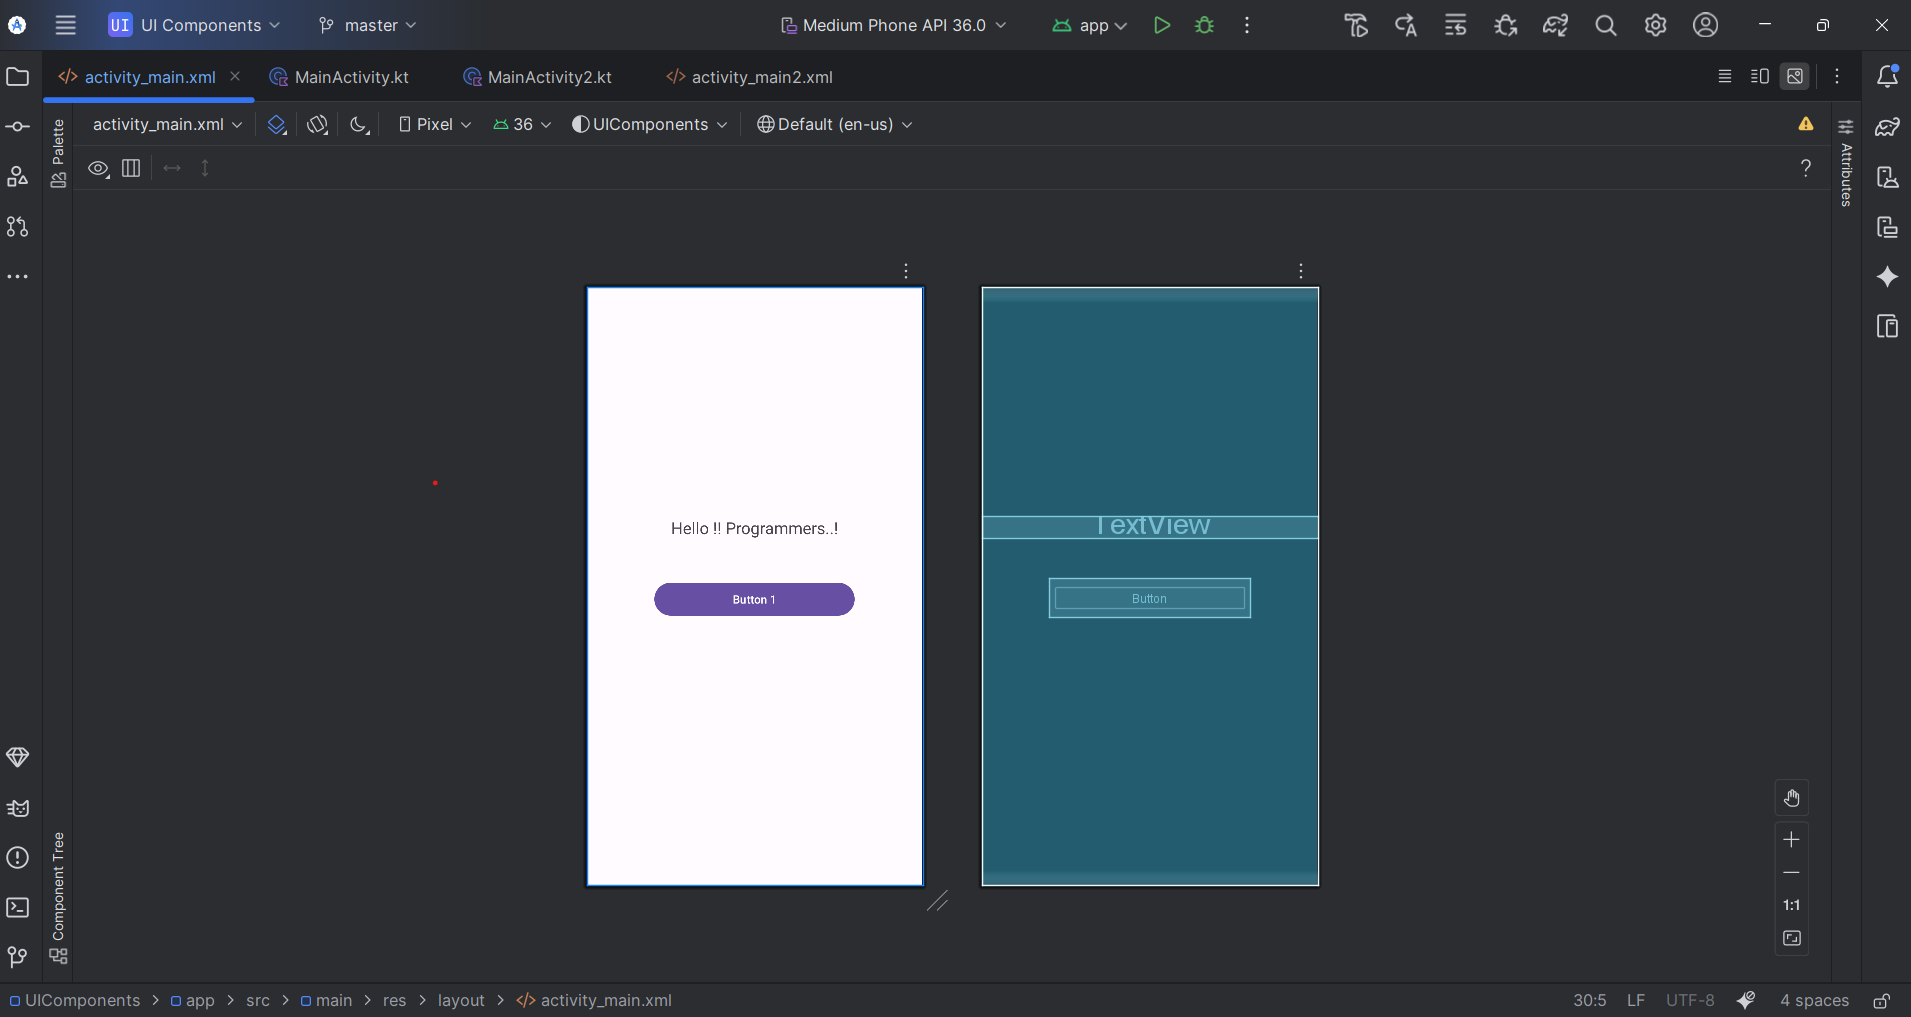 UI UI Components master Medium Phone API 36.0 app
activity_main.xml MainActivity.kt MainActivity2.kt activity_main2.xml
activity_main.xml Pixel 36 UIComponents Default (en-us)
Palette
Attributes
?
Hello !! Programmers..!
Button 1
TextView
Button
1:1
Component Tree
UIComponents > app > src > main > res > layout > activity_main.xml 30:5 LF UTF-8 4 spaces